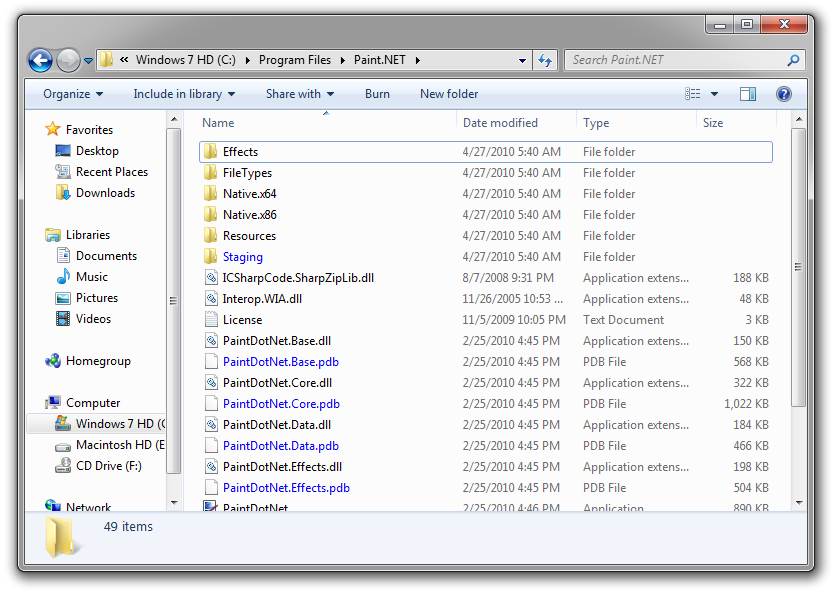 « Windows 7 HD (C:) Program Files Paint.NET Search Paint.NET
Organize Include in library Share with Burn New folder
Name Date modified Type Size
Favorites
Desktop
Recent Places
Downloads
Libraries
Documents
Music
Pictures
Videos
Homegroup
Computer
Windows 7 HD (C
Macintosh HD (E
CD Drive (F:)
Network
Effects 4/27/2010 5:40 AM File folder
FileTypes 4/27/2010 5:40 AM File folder
Native.x64 4/27/2010 5:40 AM File folder
Native.x86 4/27/2010 5:40 AM File folder
Resources 4/27/2010 5:40 AM File folder
Staging 4/27/2010 5:40 AM File folder
ICSharpCode.SharpZipLib.dll 8/7/2008 9:31 PM Application extens... 188 KB
Interop.WIA.dll 11/26/2005 10:53 ... Application extens... 48 KB
License 11/5/2009 10:05 PM Text Document 3 KB
PaintDotNet.Base.dll 2/25/2010 4:45 PM Application extens... 150 KB
PaintDotNet.Base.pdb 2/25/2010 4:45 PM PDB File 568 KB
PaintDotNet.Core.dll 2/25/2010 4:45 PM Application extens... 322 KB
PaintDotNet.Core.pdb 2/25/2010 4:45 PM PDB File 1,022 KB
PaintDotNet.Data.dll 2/25/2010 4:45 PM Application extens... 184 KB
PaintDotNet.Data.pdb 2/25/2010 4:45 PM PDB File 466 KB
PaintDotNet.Effects.dll 2/25/2010 4:45 PM Application extens... 198 KB
PaintDotNet.Effects.pdb 2/25/2010 4:45 PM PDB File 504 KB
PaintDotNet 2/25/2010 4:46 PM Application 890 KB
49 items